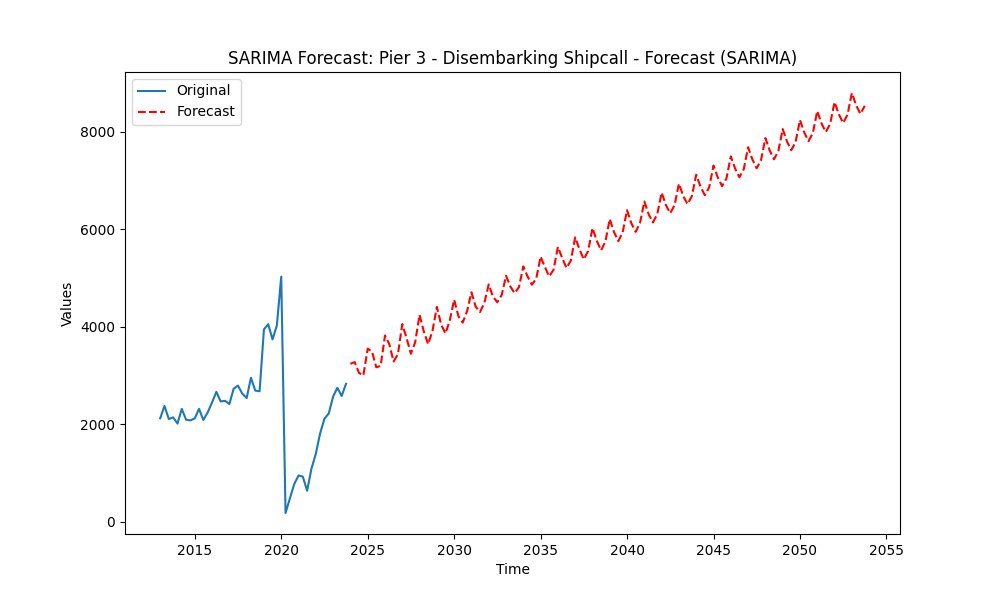 SARIMA Forecast: Pier 3 - Disembarking Shipcall - Forecast (SARIMA)
Original
Forecast
8000
6000
4000
2000
0
Values
2015 2020 2025 2030 2035 2040 2045 2050 2055
Time